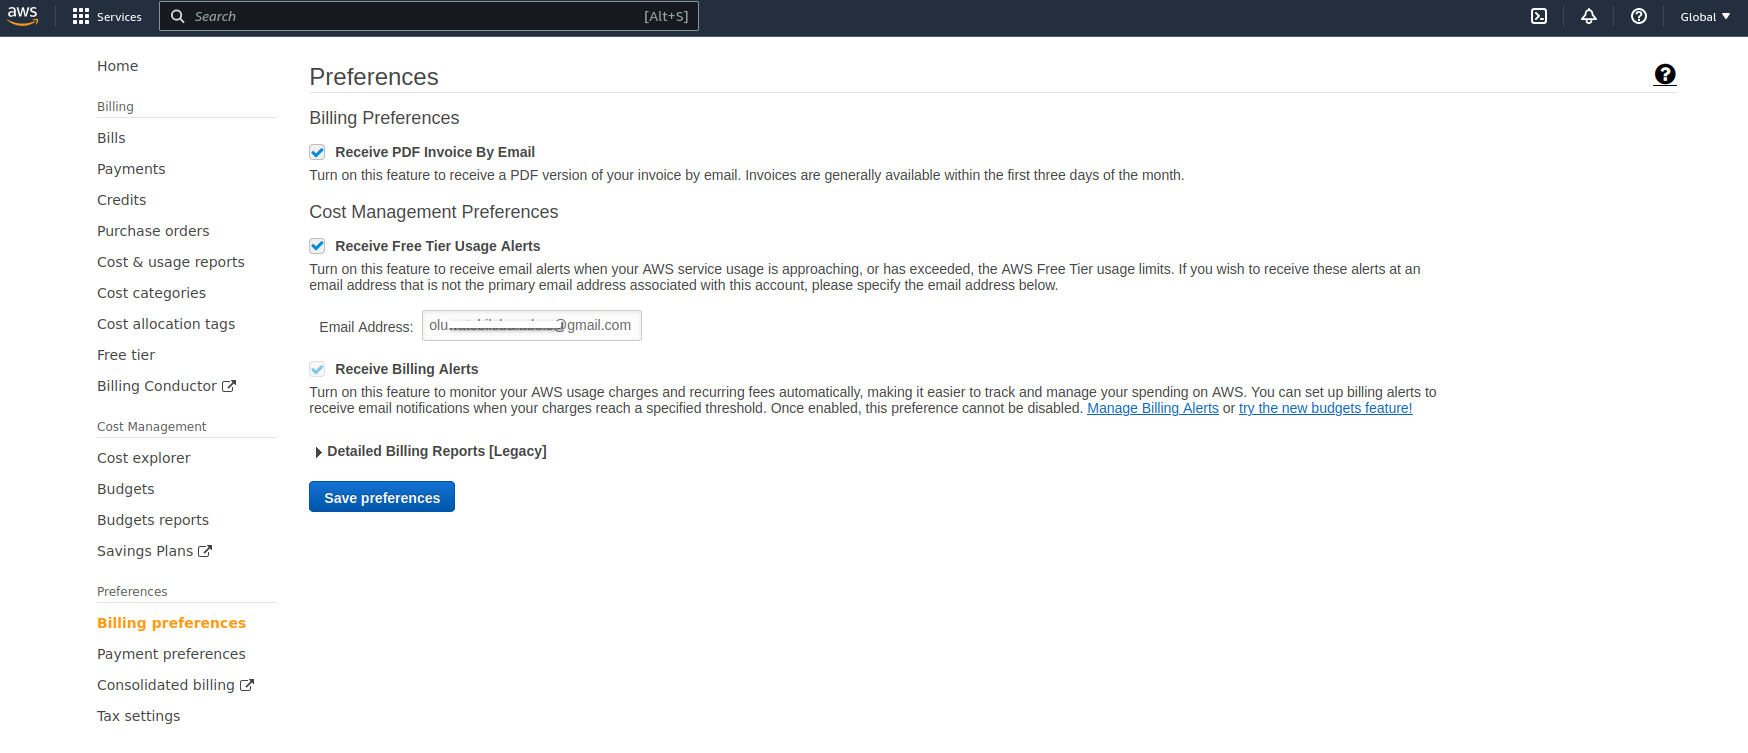 aws
Services
Search
[Alt+S]
Global
Home
Billing
Bills
Payments
Credits
Purchase orders
Cost & usage reports
Cost categories
Cost allocation tags
Free tier
Billing Conductor
Cost Management
Cost explorer
Budgets
Budgets reports
Savings Plans
Preferences
Billing preferences
Payment preferences
Consolidated billing
Tax settings
Preferences
Billing Preferences
Receive PDF Invoice By Email
Turn on this feature to receive a PDF version of your invoice by email. Invoices are generally available within the first three days of the month.
Cost Management Preferences
Receive Free Tier Usage Alerts
Turn on this feature to receive email alerts when your AWS service usage is approaching, or has exceeded, the AWS Free Tier usage limits. If you wish to receive these alerts at an
email address that is not the primary email address associated with this account, please specify the email address below.
Email Address:
@gmail.com
Receive Billing Alerts
Turn on this feature to monitor your AWS usage charges and recurring fees automatically, making it easier to track and manage your spending on AWS. You can set up billing alerts to
receive email notifications when your charges reach a specified threshold. Once enabled, this preference cannot be disabled. Manage Billing Alerts or try the new budgets feature!
Detailed Billing Reports [Legacy]
Save preferences